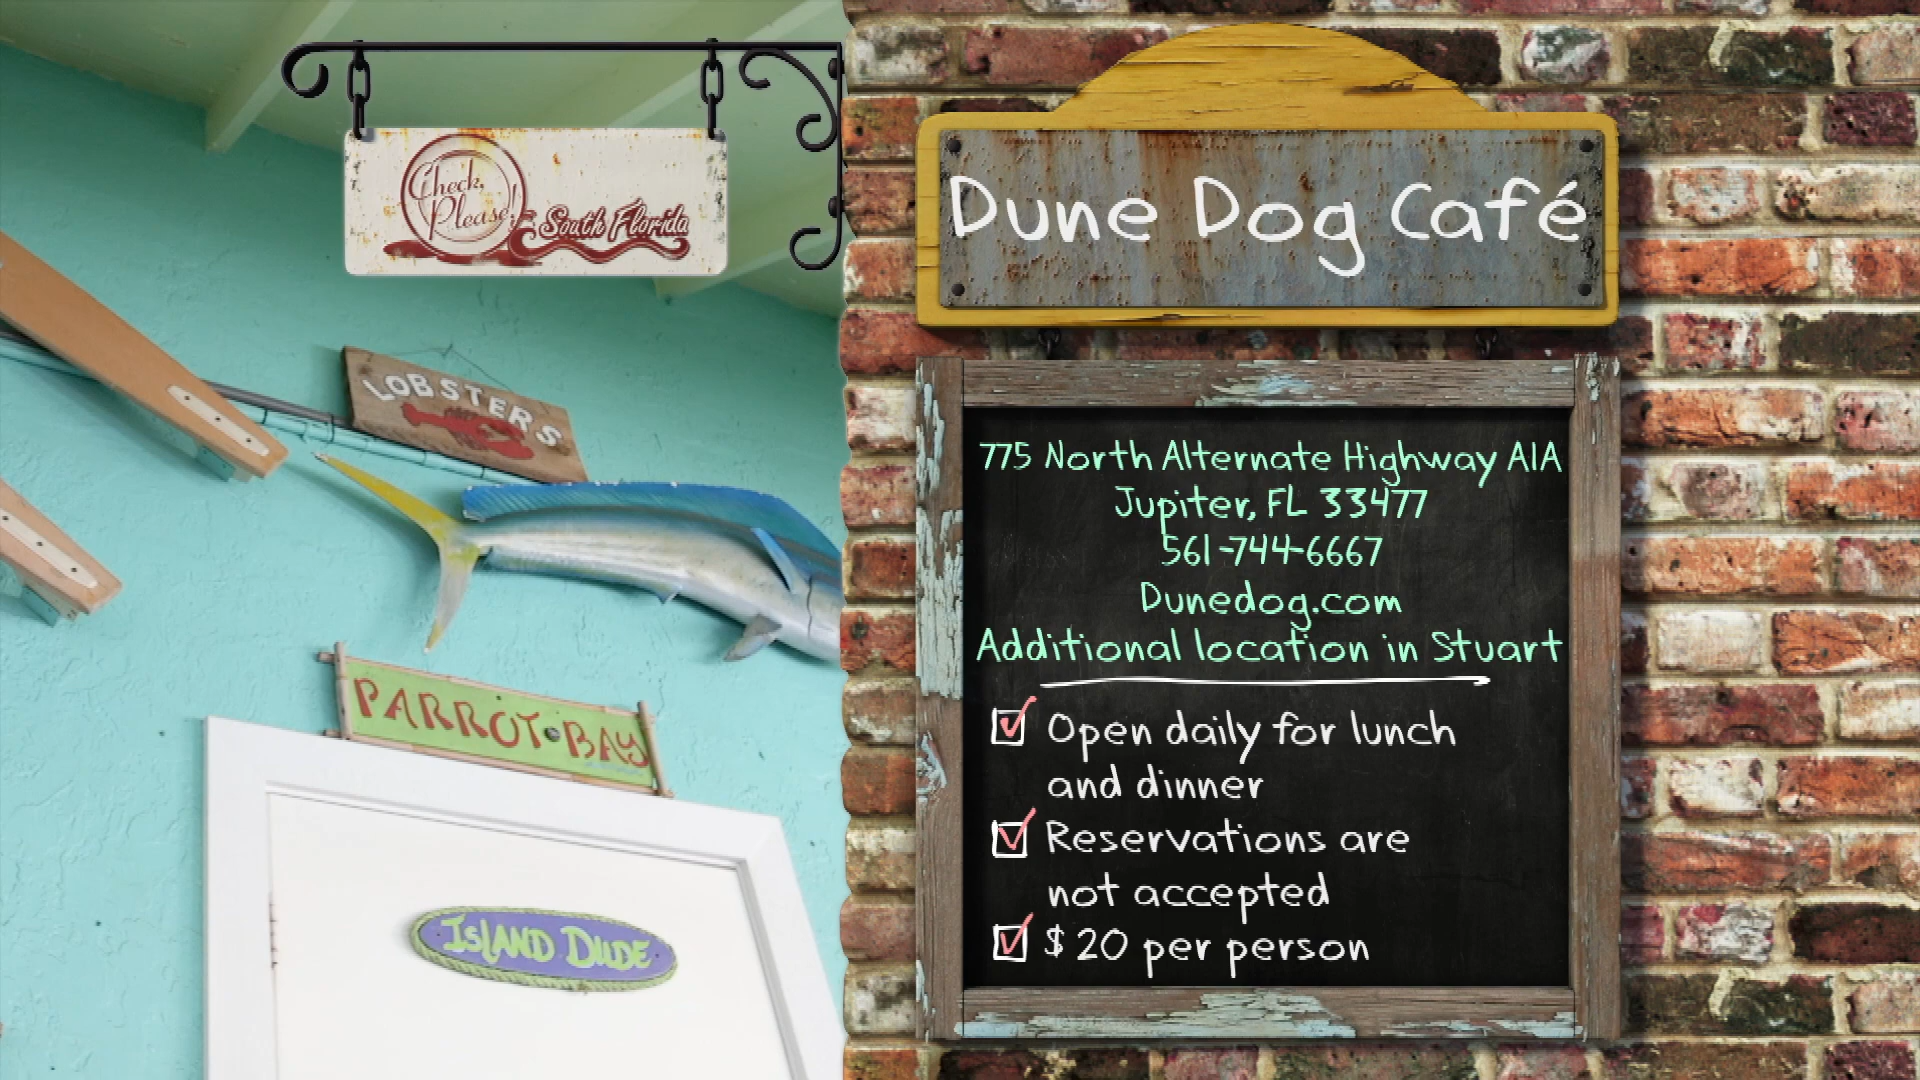 Check, Please!
South Florida
LOBSTERS
PARROT BAY
ISLAND DUDE
Dune Dog Café
775 North Alternate Highway A1A
Jupiter, FL 33477
561-744-6667
Dunedog.com
Additional location in Stuart
Open daily for lunch
and dinner
Reservations are
not accepted
$20 per person